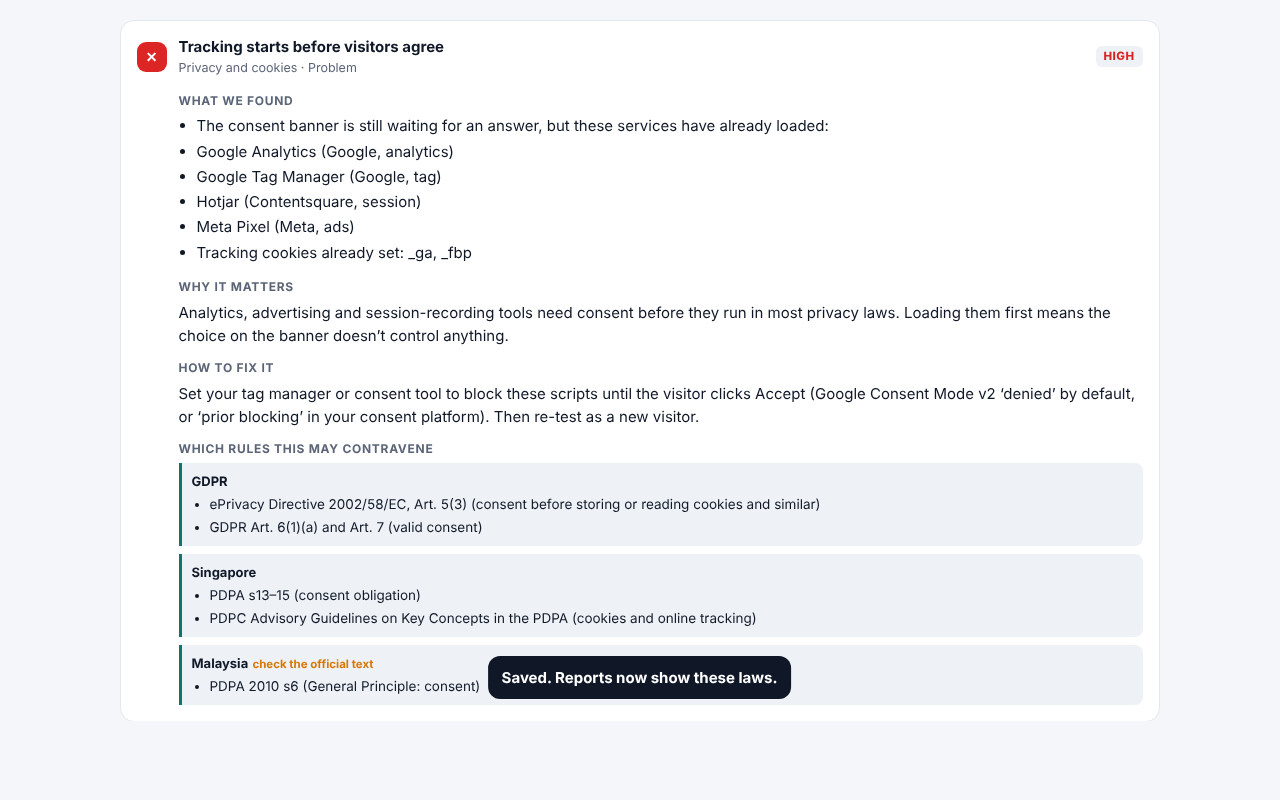 Tracking starts before visitors agree
Privacy and cookies · Problem
HIGH
WHAT WE FOUND
• The consent banner is still waiting for an answer, but these services have already loaded:
• Google Analytics (Google, analytics)
• Google Tag Manager (Google, tag)
• Hotjar (Contentsquare, session)
• Meta Pixel (Meta, ads)
• Tracking cookies already set: _ga, _fbp
WHY IT MATTERS
Analytics, advertising and session-recording tools need consent before they run in most privacy laws. Loading them first means the
choice on the banner doesn’t control anything.
HOW TO FIX IT
Set your tag manager or consent tool to block these scripts until the visitor clicks Accept (Google Consent Mode v2 ‘denied’ by default,
or ‘prior blocking’ in your consent platform). Then re-test as a new visitor.
WHICH RULES THIS MAY CONTRAVENE
GDPR
• ePrivacy Directive 2002/58/EC, Art. 5(3) (consent before storing or reading cookies and similar)
• GDPR Art. 6(1)(a) and Art. 7 (valid consent)
Singapore
• PDPA s13–15 (consent obligation)
• PDPC Advisory Guidelines on Key Concepts in the PDPA (cookies and online tracking)
Malaysia check the official text
• PDPA 2010 s6 (General Principle: consent)
Saved. Reports now show these laws.